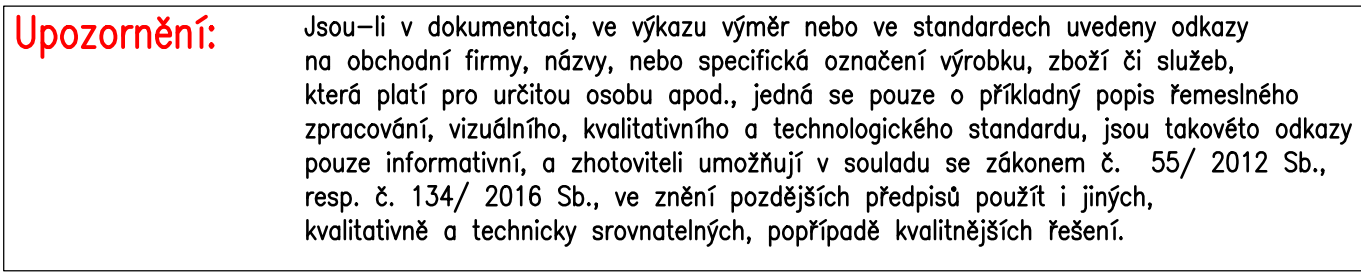 Upozornění:
Jsou-li v dokumentaci, ve výkazu výměr nebo ve standardech uvedeny odkazy
na obchodní firmy, názvy, nebo specifická označení výrobku, zboží či služeb,
která platí pro určitou osobu apod., jedná se pouze o příkladný popis řemeslného
zpracování, vizuálního, kvalitativního a technologického standardu, jsou takovéto odkazy
pouze informativní, a zhotoviteli umožňují v souladu se zákonem č.  55/ 2012 Sb.,
resp. č. 134/ 2016 Sb., ve znění pozdějších předpisů použít i jiných,
kvalitativně a technicky srovnatelných, popřípadě kvalitnějších řešení.